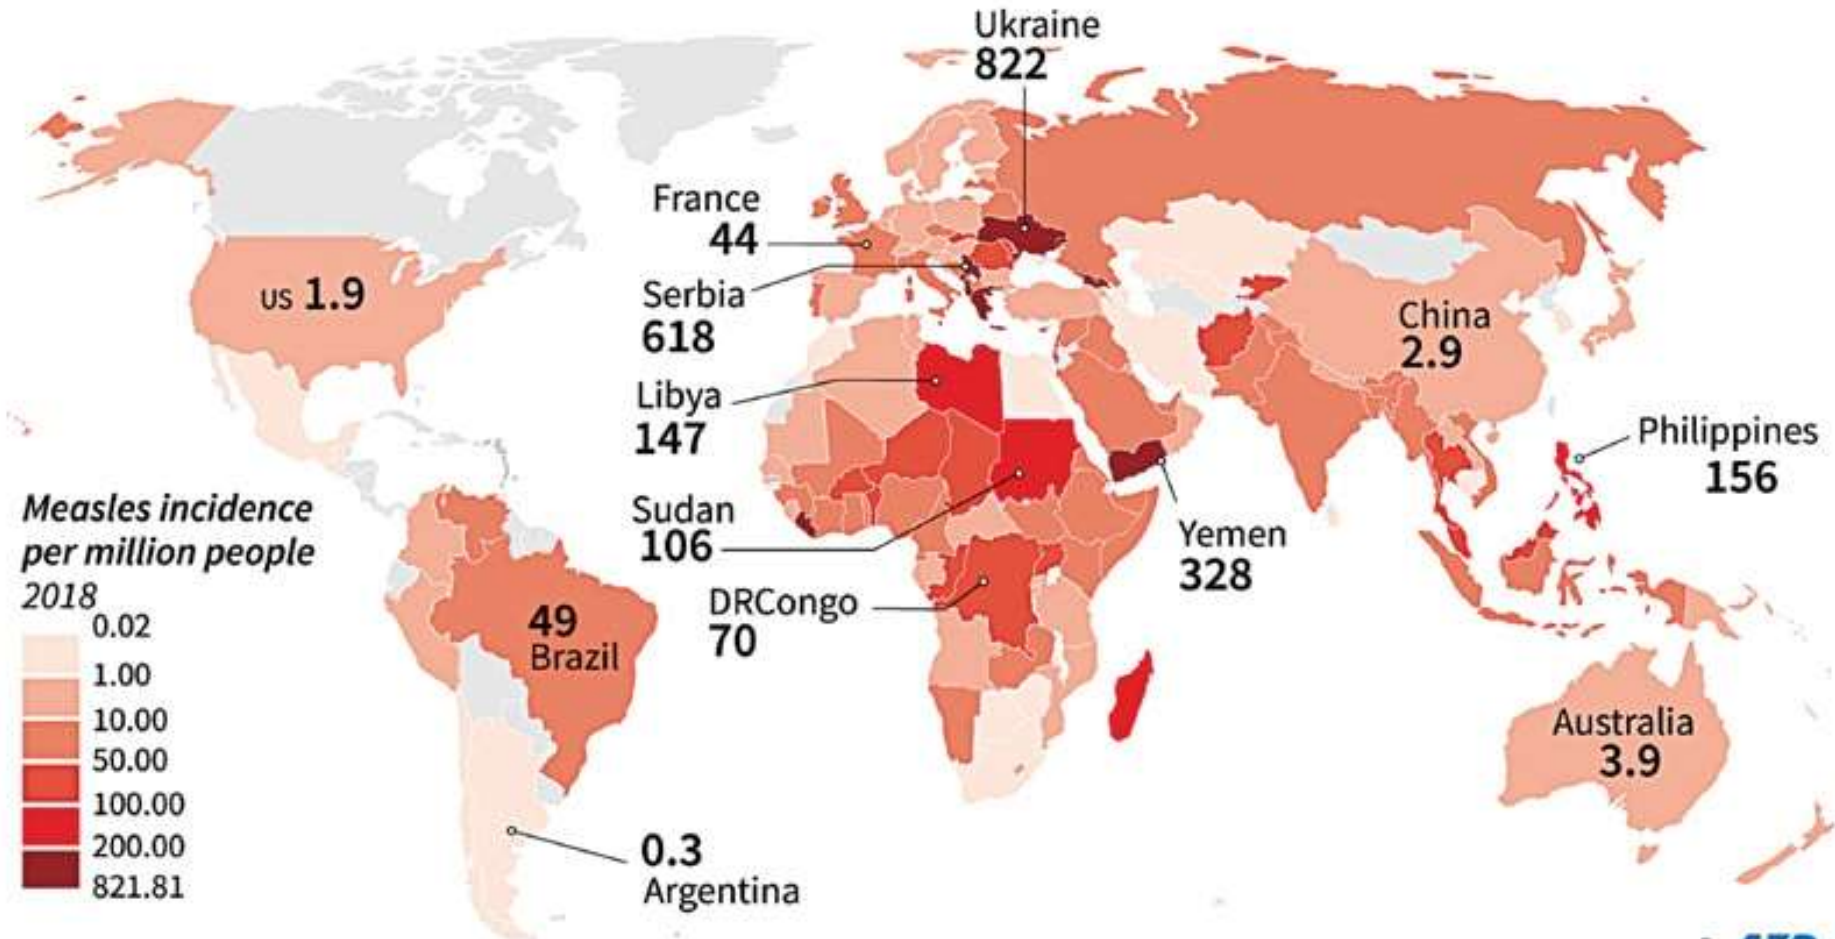 Ukraine
822
France
44
Serbia
618
US 1.9
China
2.9
Libya
147
Philippines
156
Sudan
106
Yemen
328
DRCongo
70
49
Brazil
Australia
3.9
0.3
Argentina
Measles incidence
per million people
2018
0.02
1.00
10.00
50.00
100.00
200.00
821.81